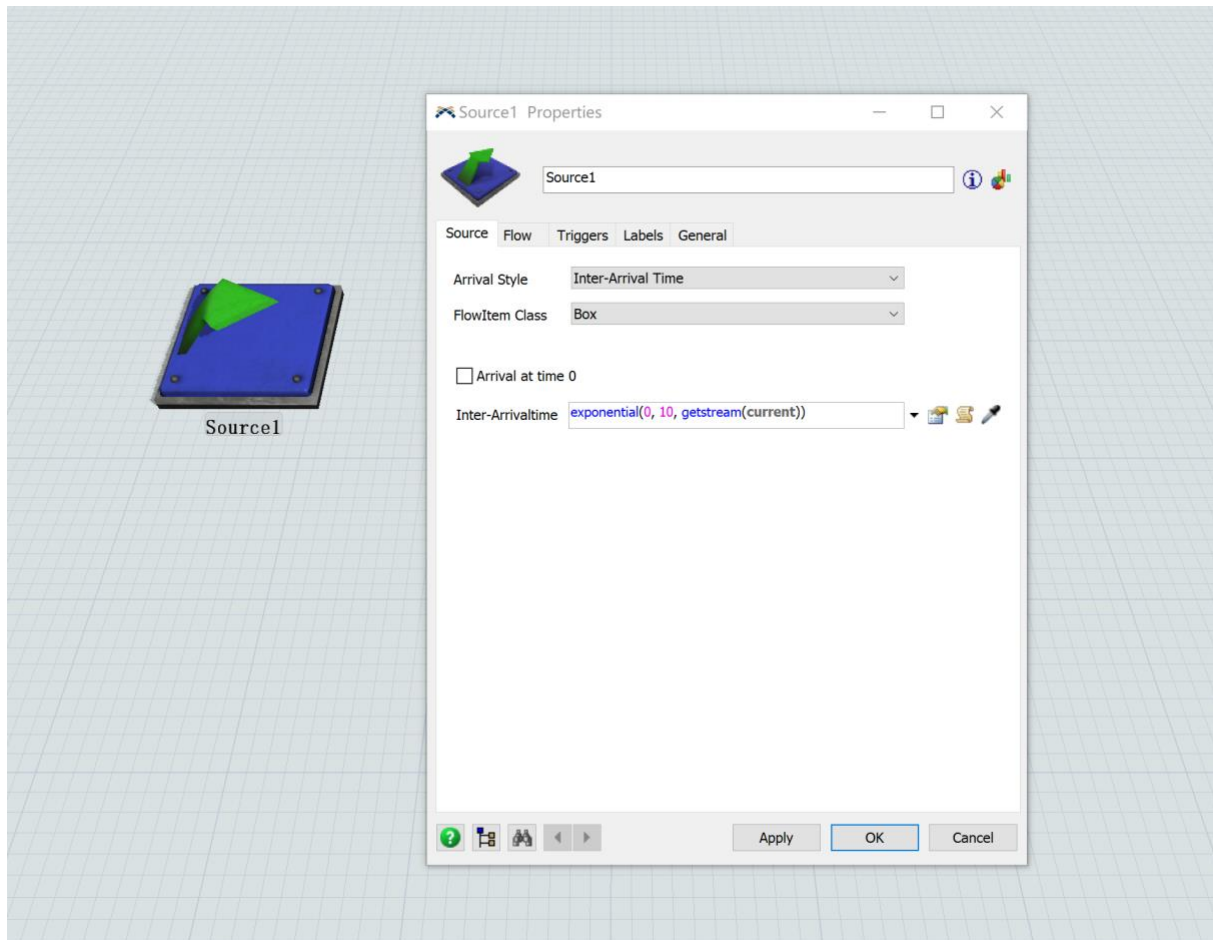 Source1 Properties
Source1
Source Flow Triggers Labels General
Arrival Style Inter-Arrival Time
FlowItem Class Box
Arrival at time 0
Inter-Arrivaltime exponential(0, 10, getstream(current))
Source1
Apply OK Cancel